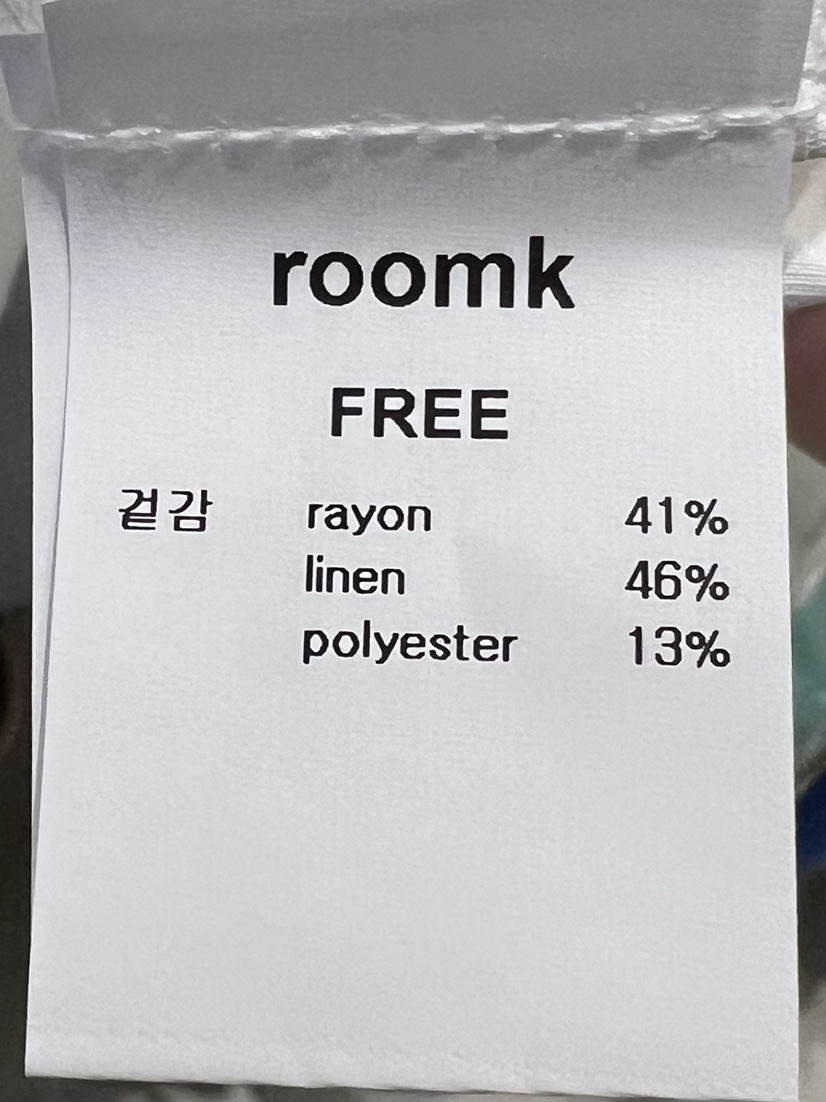 roomk
FREE
겉감 rayon 41%
linen 46%
polyester 13%